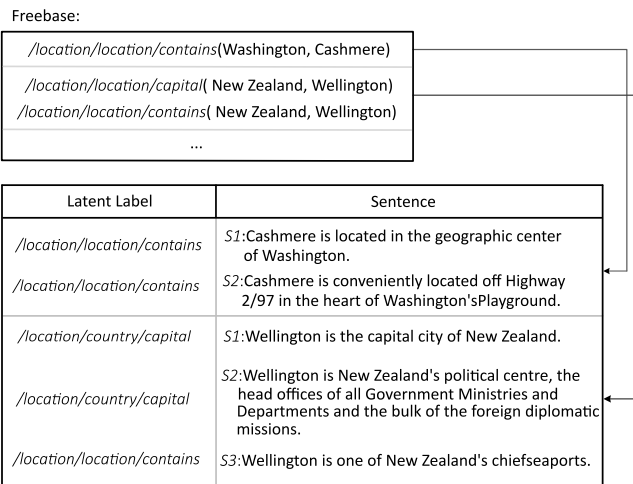 Freebase:
/location/location/contains(Washington, Cashmere)
/location/location/capital( New Zealand, Wellington)
/location/location/contains( New Zealand, Wellington)
...
Latent Label Sentence
/location/location/contains S1:Cashmere is located in the geographic center
of Washington.
/location/location/contains S2:Cashmere is conveniently located off Highway
2/97 in the heart of Washington'sPlayground.
/location/country/capital S1:Wellington is the capital city of New Zealand.
S2:Wellington is New Zealand's political centre, the
/location/country/capital head offices of all Government Ministries and
Departments and the bulk of the foreign diplomatic
missions.
/location/location/contains S3:Wellington is one of New Zealand's chiefseaports.